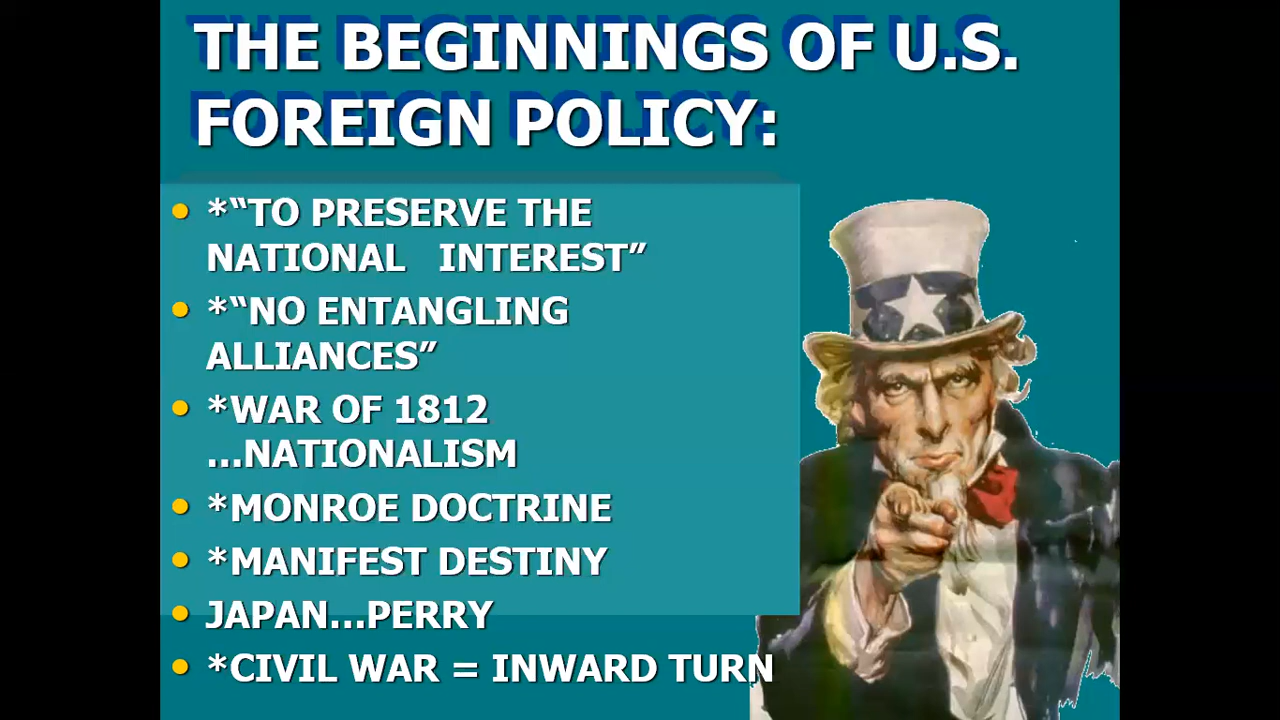 THE BEGINNINGS OF U.S.
FOREIGN POLICY:
• *“TO PRESERVE THE
NATIONAL INTEREST”
• *“NO ENTANGLING
ALLIANCES”
• *WAR OF 1812
…NATIONALISM
• *MONROE DOCTRINE
• *MANIFEST DESTINY
• JAPAN…PERRY
• *CIVIL WAR = INWARD TURN